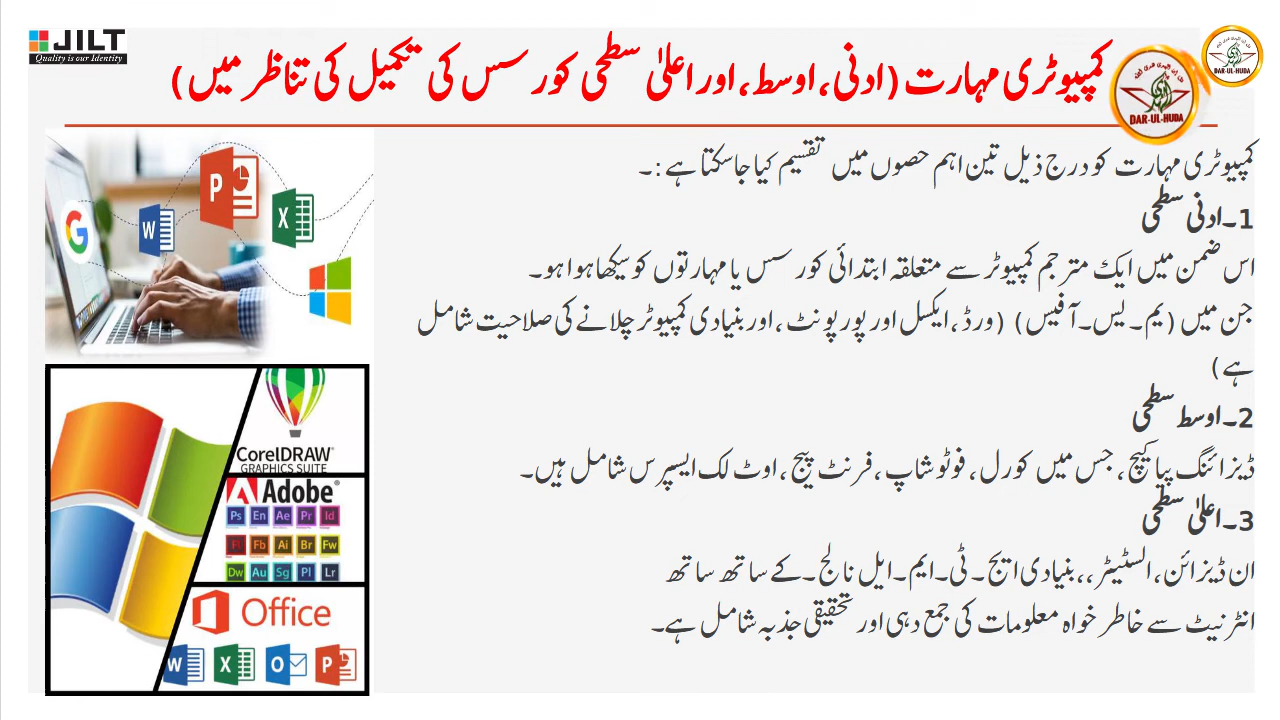 JILT
Quality is our Identity
کمپیوٹری مہارت (ادنی، اوسط، اور اعلیٰ سطحی کورسس کی تکمیل کی تناظر میں)
DAR-UL-HUDA
DAR-UL-HUDA
کمپیوٹری مہارت کو درج ذیل تین اہم حصوں میں تقسیم کیا جاسکتا ہے:۔
1۔ادنی سطحی
اس ضمن میں ایک مترجم کمپیوٹر سے متعلقہ ابتدائی کورسس یا مہارتوں کو سیکھا ہوا ہو۔
جن میں (یم۔یس۔آفیس) (ورڈ، ایکسل اور پورپونٹ، اور بنیادی کمپیوٹر چلانے کی صلاحیت شامل
ہے)
2۔اوسط سطحی
ڈیزائنگ پیاکیج، جس میں کورل، فوٹو شاپ، فرنٹ پیج، اوٹ لک ایسپرس شامل ہیں۔
3۔اعلیٰ سطحی
ان ڈیزائن، السٹیٹر،، بنیادی ایچ۔ٹی۔ایم۔ایل نالج۔کے ساتھ ساتھ
انٹرنیٹ سے خاطر خواہ معلومات کی جمع دہی اور تحقیقی جذبہ شامل ہے۔
G
W
P
X
CorelDRAW®
GRAPHICS SUITE
Adobe®
Ps En Ae Pr Id
Fl Fb Ai Br Fw
Dw Au Sg Pl Lr
Office
W X O P